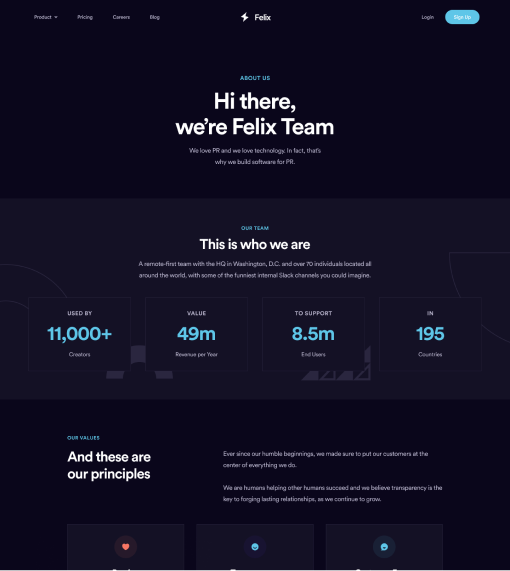 Product
Pricing
Careers
Blog
Felix
Login
Sign Up
ABOUT US
Hi there,
we’re Felix Team
We love PR and we love technology. In fact, that's
why we build software for PR.
OUR TEAM
This is who we are
A remote-first team with the HQ in Washington, D.C. and over 70 individuals located all
around the world, with some of the funniest internal Slack channels you could imagine.
USED BY
11,000+
Creators
VALUE
49m
Revenue per Year
TO SUPPORT
8.5m
End Users
IN
195
Countries
OUR VALUES
And these are
our principles
Ever since our humble beginnings, we made sure to put our customers at the
center of everything we do.
We are humans helping other humans succeed and we believe transparency is the
key to forging lasting relationships, as we continue to grow.